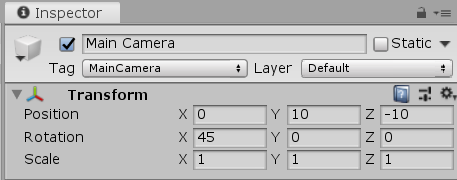 Inspector
Main Camera Static
Tag MainCamera Layer Default
Transform
Position X 0 Y 10 Z -10
Rotation X 45 Y 0 Z 0
Scale X 1 Y 1 Z 1